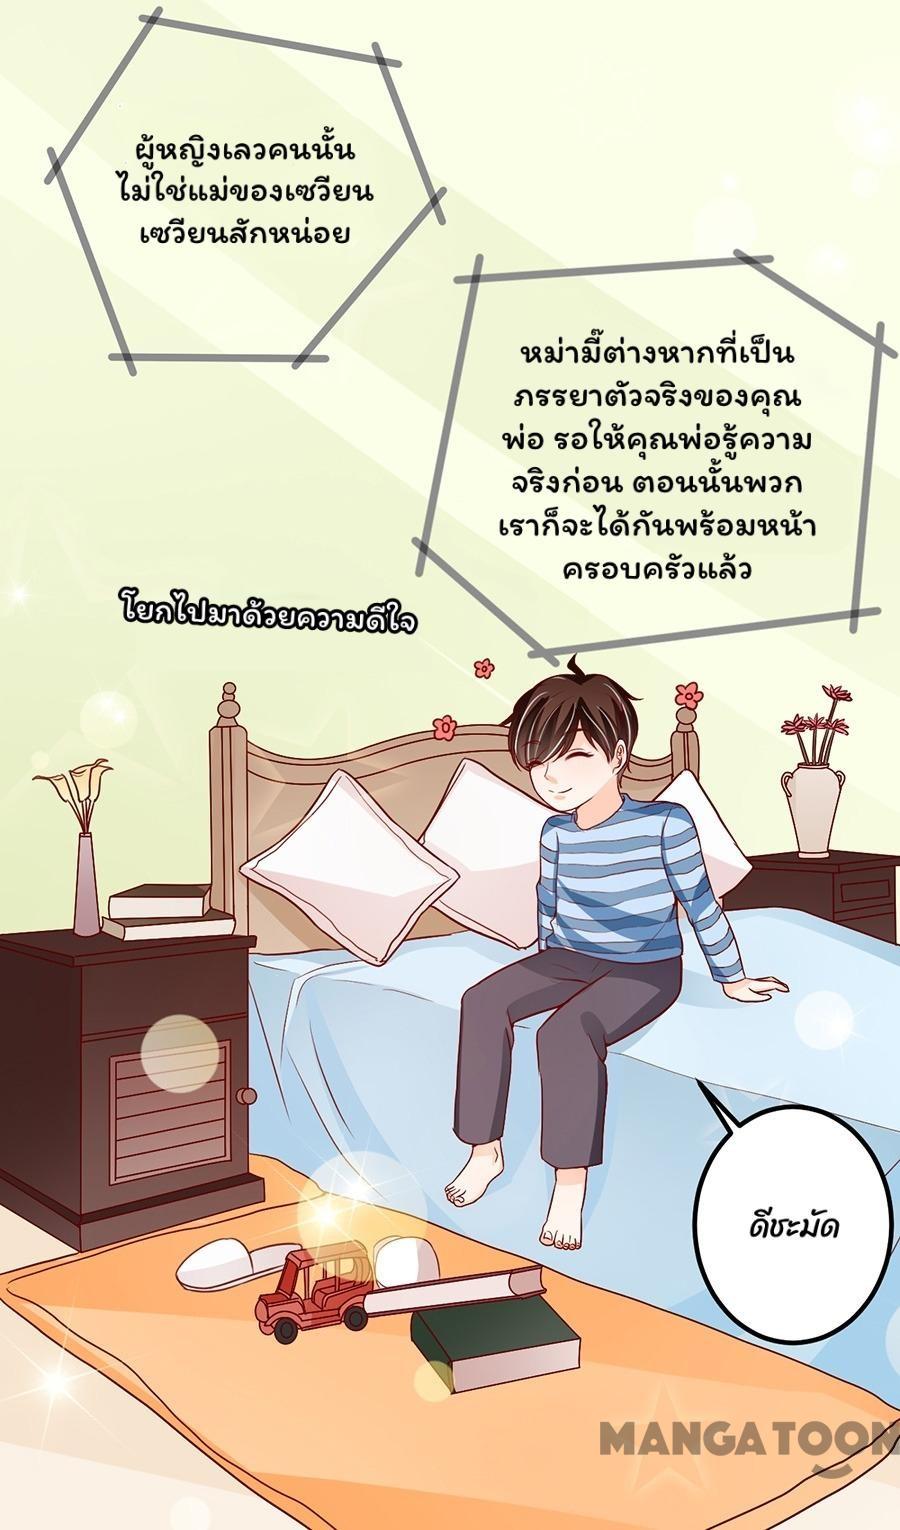 ผู้หญิงเลวคนนั้น
ไม่ใช่แม่ของเซวียน
เซวียนสักหน่อย
หม่ามี๊ต่างหากที่เป็น
ภรรยาตัวจริงของคุณ
พ่อ รอให้คุณพ่อรู้ความ
จริงก่อน ตอนนั้นพวก
เราก็จะได้กันพร้อมหน้า
ครอบครัวแล้ว
โยกไปมาด้วยความดีใจ
ดีชะมัด
MANGATOON